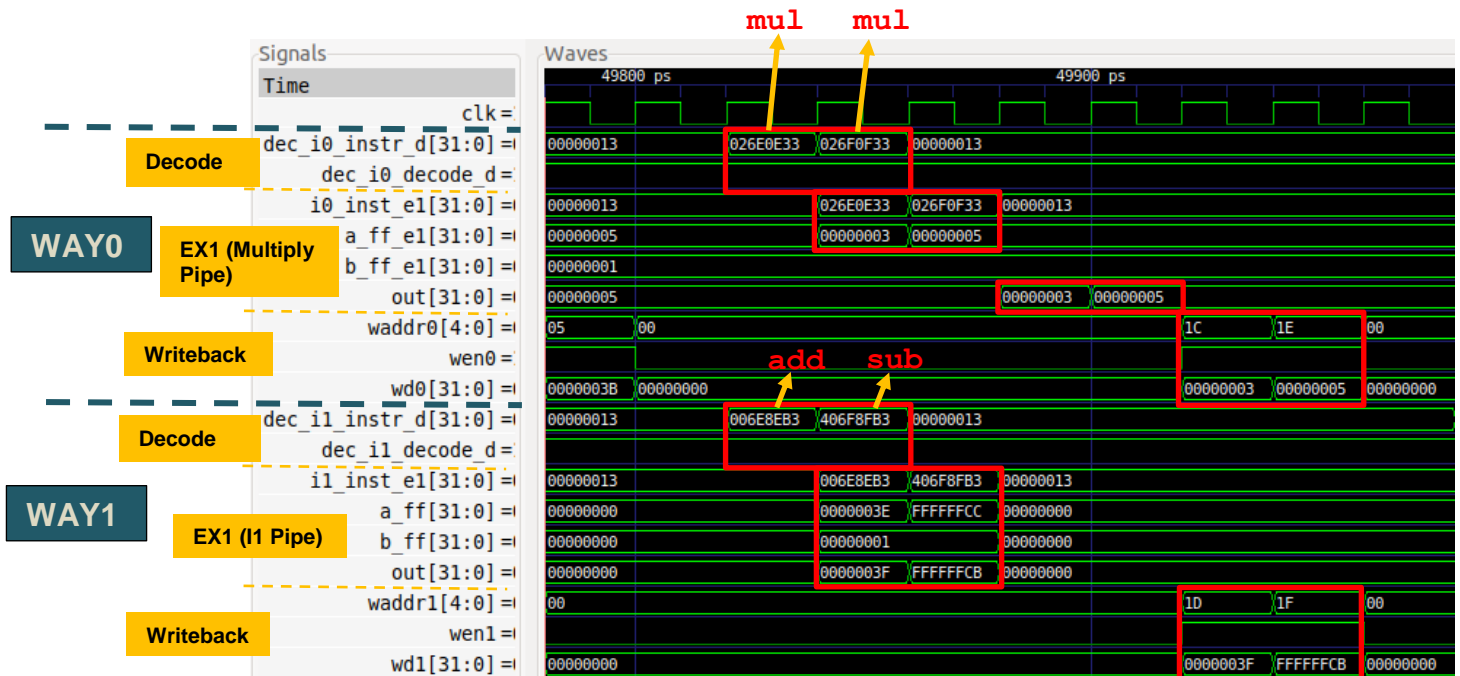 mul mul
Signals Waves
Time 49800 ps 49900 ps
clk =
dec_i0_instr_d[31:0] = 00000013 026E0E33 026F0F33 00000013
Decode
dec_i0_decode_d =
i0_inst_e1[31:0] = 00000013 026E0E33 026F0F33 00000013
WAY0
EX1 (Multiply
Pipe)
a_ff_e1[31:0] = 00000005 00000003 00000005
b_ff_e1[31:0] = 00000001
out[31:0] = 00000005 00000003 00000005
waddr0[4:0] = 05 00 1C 1E 00
Writeback
wen0 =
add sub
wd0[31:0] = 0000003B 00000000 00000003 00000005 00000000
dec_i1_instr_d[31:0] = 00000013 006E8EB3 406F8FB3 00000013
Decode
dec_i1_decode_d =
i1_inst_e1[31:0] = 00000013 006E8EB3 406F8FB3 00000013
WAY1
a_ff[31:0] = 00000000 0000003E FFFFFFCC 00000000
EX1 (I1 Pipe)
b_ff[31:0] = 00000000 00000001 00000000
out[31:0] = 00000000 0000003F FFFFFFCB 00000000
waddr1[4:0] = 00 1D 1F 00
Writeback
wen1 =
wd1[31:0] = 00000000 0000003F FFFFFFCB 00000000